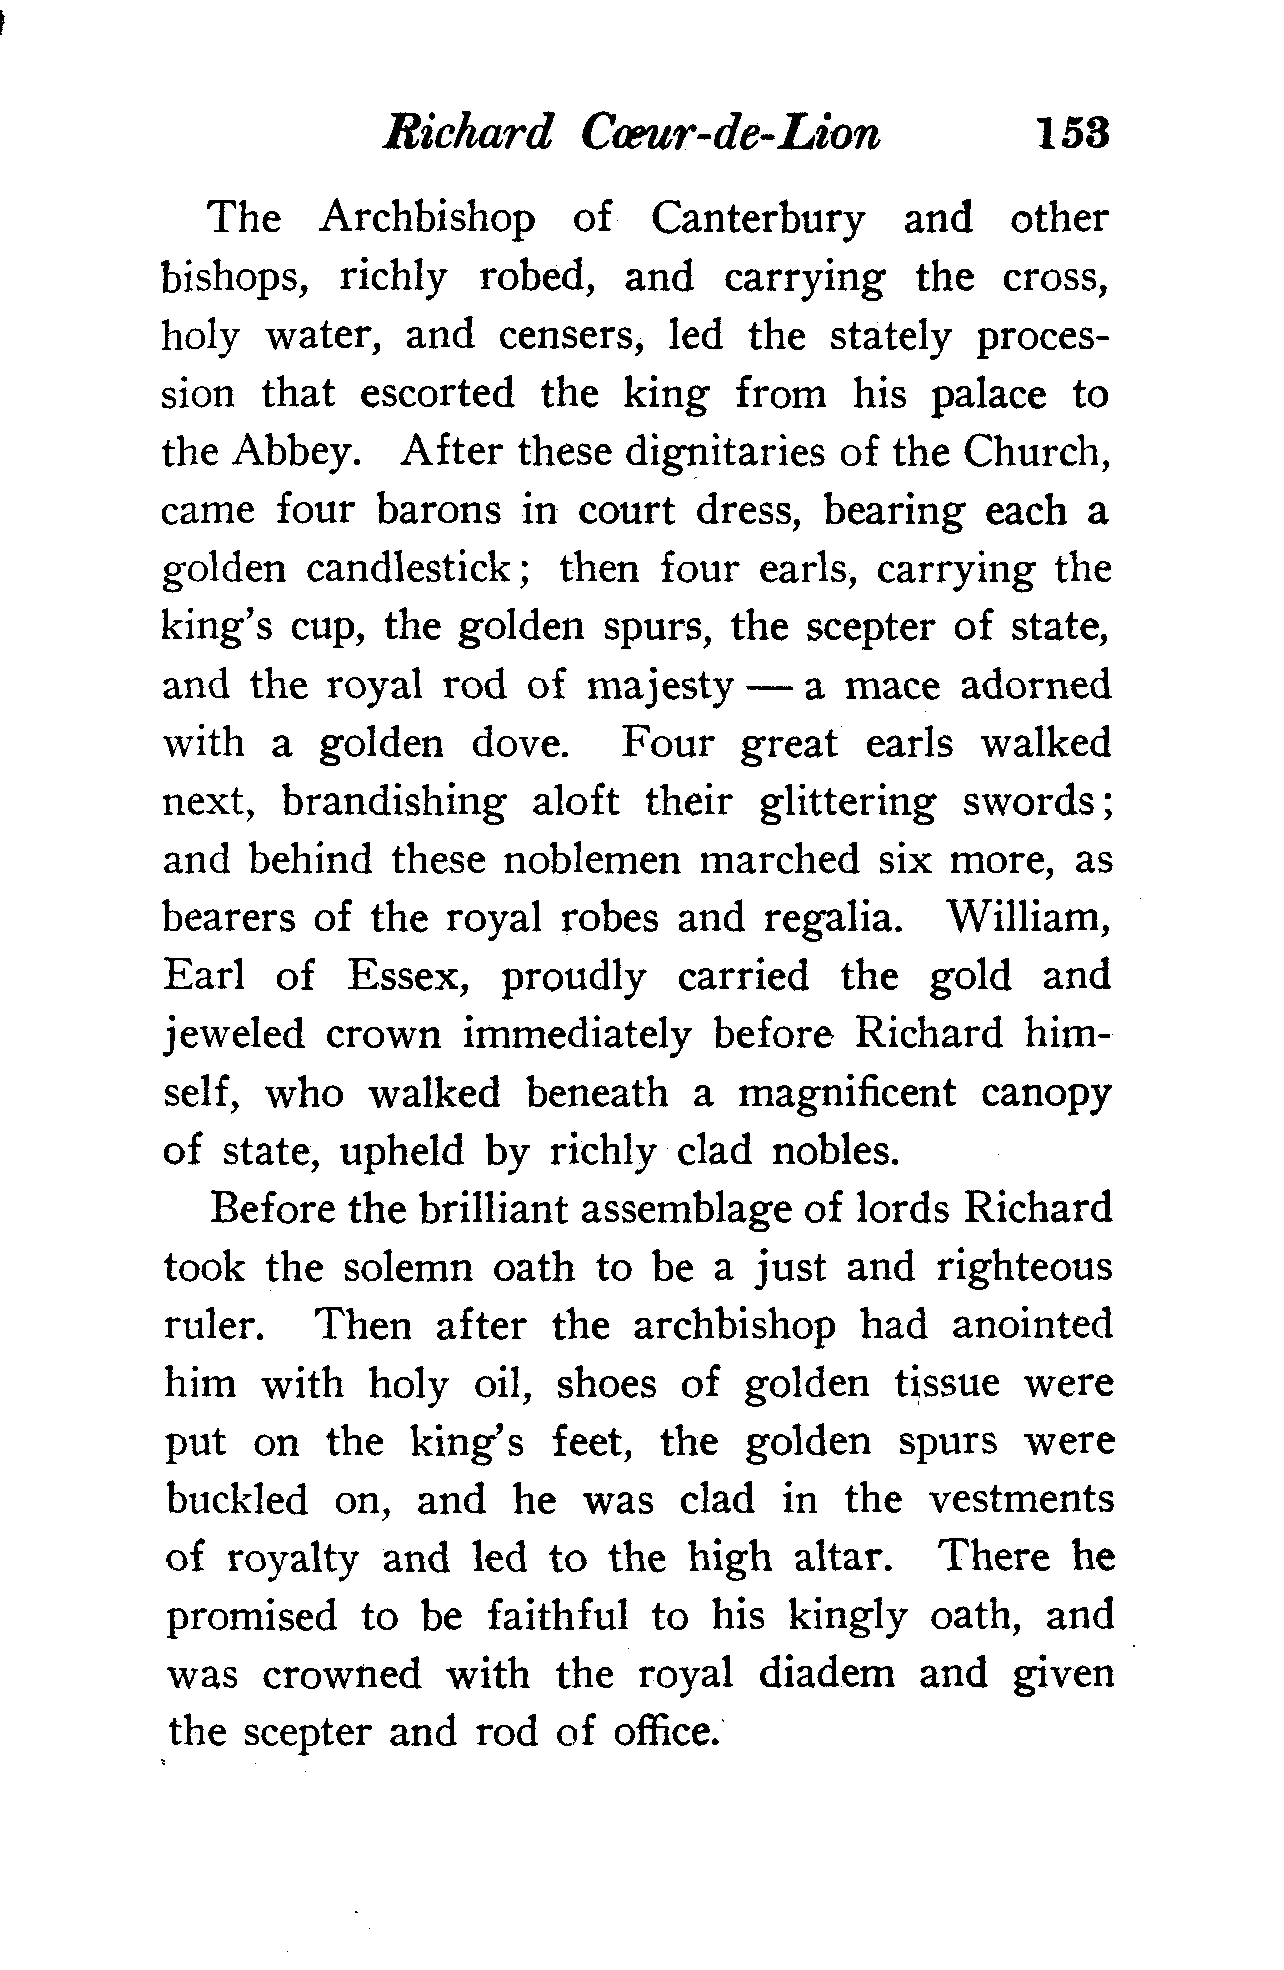 Richard Cœur-de-Lion 153
The Archbishop of Canterbury and other
bishops, richly robed, and carrying the cross,
holy water, and censers, led the stately proces-
sion that escorted the king from his palace to
the Abbey. After these dignitaries of the Church,
came four barons in court dress, bearing each a
golden candlestick; then four earls, carrying the
king's cup, the golden spurs, the scepter of state,
and the royal rod of majesty — a mace adorned
with a golden dove. Four great earls walked
next, brandishing aloft their glittering swords;
and behind these noblemen marched six more, as
bearers of the royal robes and regalia. William,
Earl of Essex, proudly carried the gold and
jeweled crown immediately before Richard him-
self, who walked beneath a magnificent canopy
of state, upheld by richly clad nobles.
Before the brilliant assemblage of lords Richard
took the solemn oath to be a just and righteous
ruler. Then after the archbishop had anointed
him with holy oil, shoes of golden tissue were
put on the king's feet, the golden spurs were
buckled on, and he was clad in the vestments
of royalty and led to the high altar. There he
promised to be faithful to his kingly oath, and
was crowned with the royal diadem and given
the scepter and rod of office.